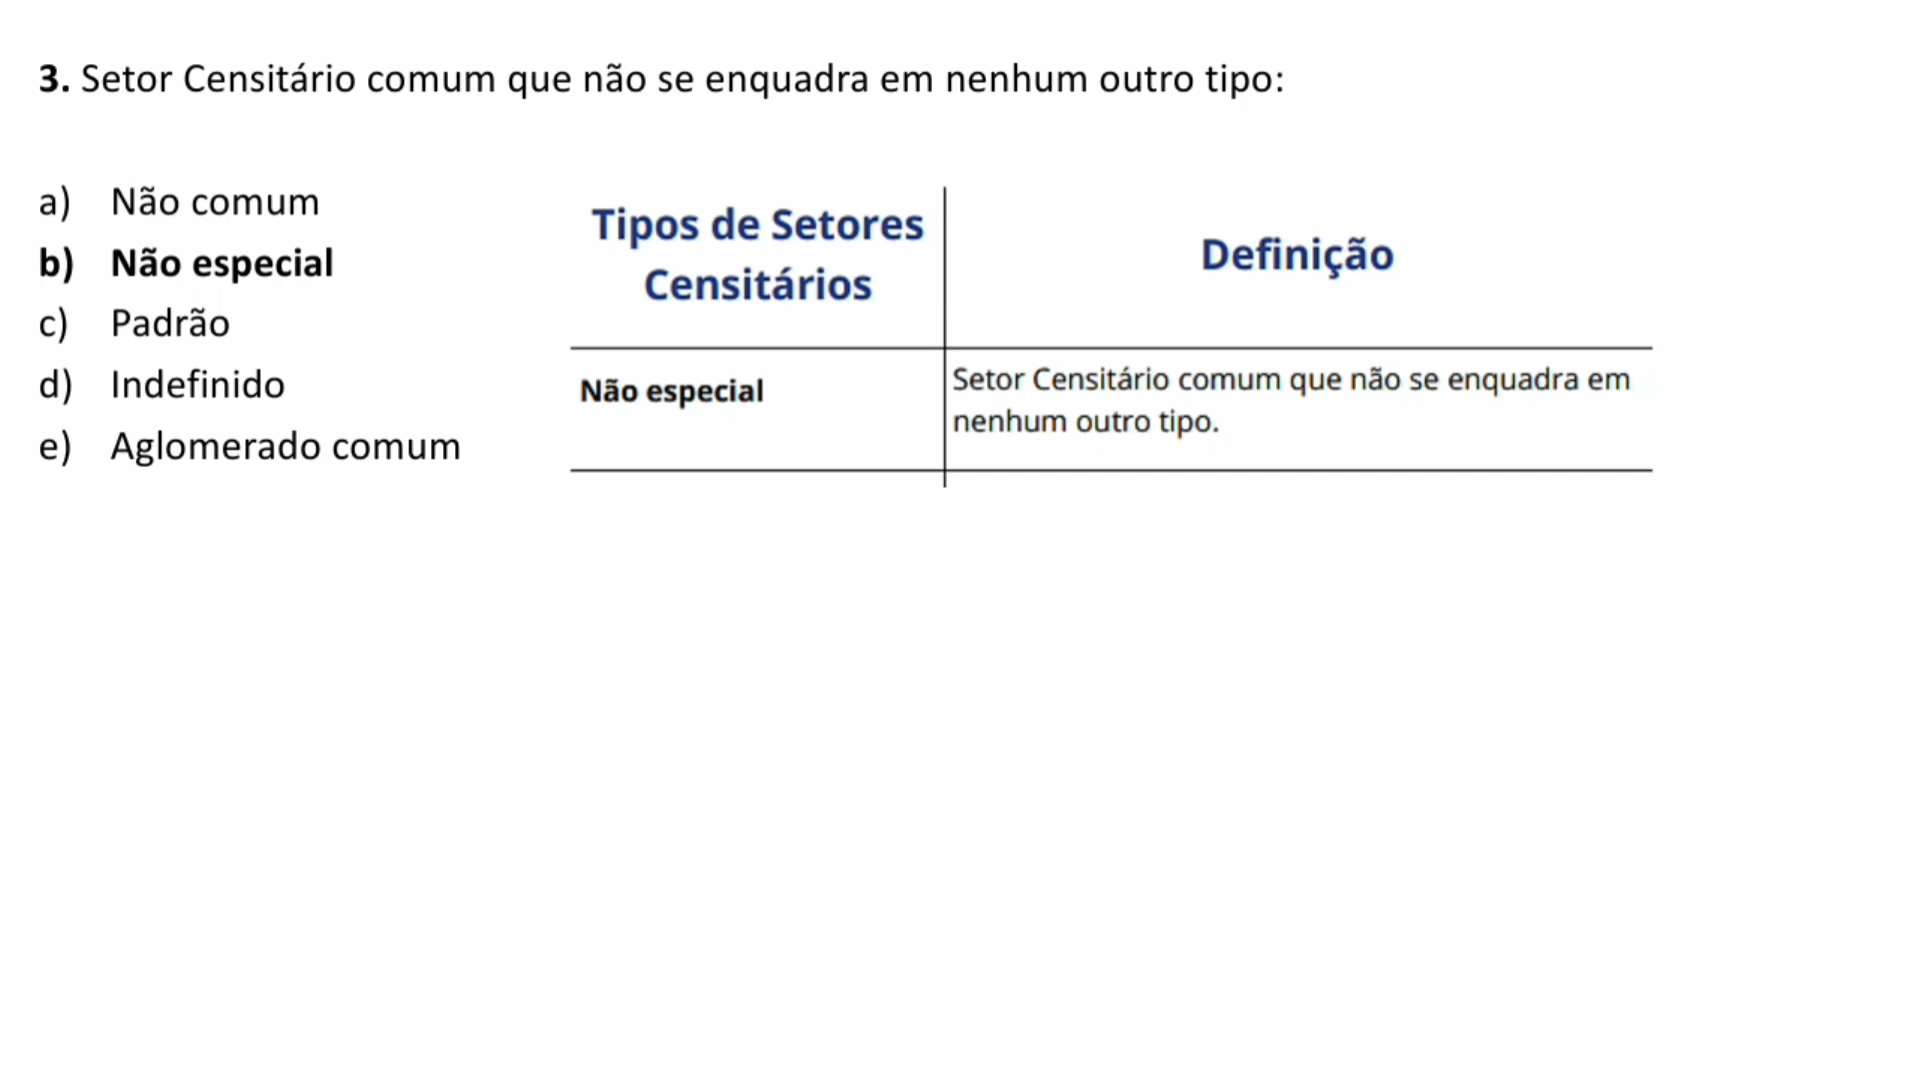 3. Setor Censitário comum que não se enquadra em nenhum outro tipo:
a) Não comum
b) Não especial
c) Padrão
d) Indefinido
e) Aglomerado comum
Tipos de Setores
Censitários
Definição
Não especial
Setor Censitário comum que não se enquadra em
nenhum outro tipo.